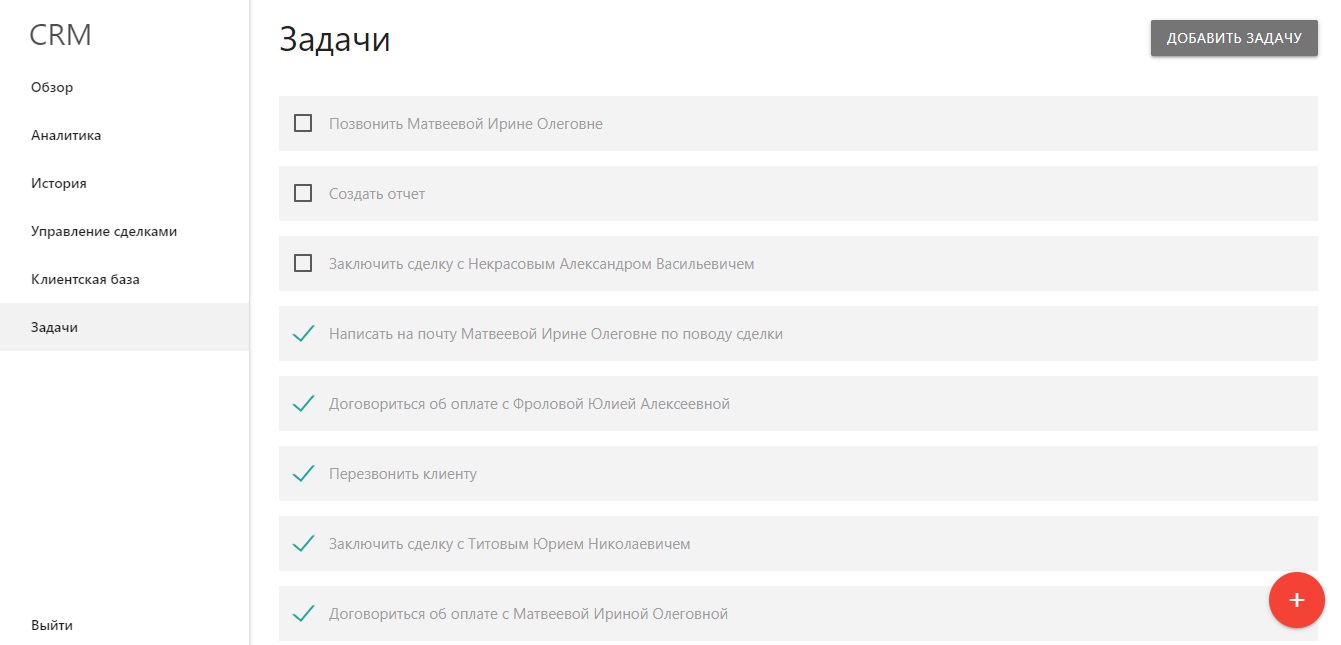 CRM
Обзор
Аналитика
История
Управление сделками
Клиентская база
Задачи
Выйти
Задачи
ДОБАВИТЬ ЗАДАЧУ
Позвонить Матвеевой Ирине Олеговне
Создать отчет
Заключить сделку с Некрасовым Александром Васильевичем
Написать на почту Матвеевой Ирине Олеговне по поводу сделки
Договориться об оплате с Фроловой Юлией Алексеевной
Перезвонить клиенту
Заключить сделку с Титовым Юрием Николаевичем
Договориться об оплате с Матвеевой Ириной Олеговной
+